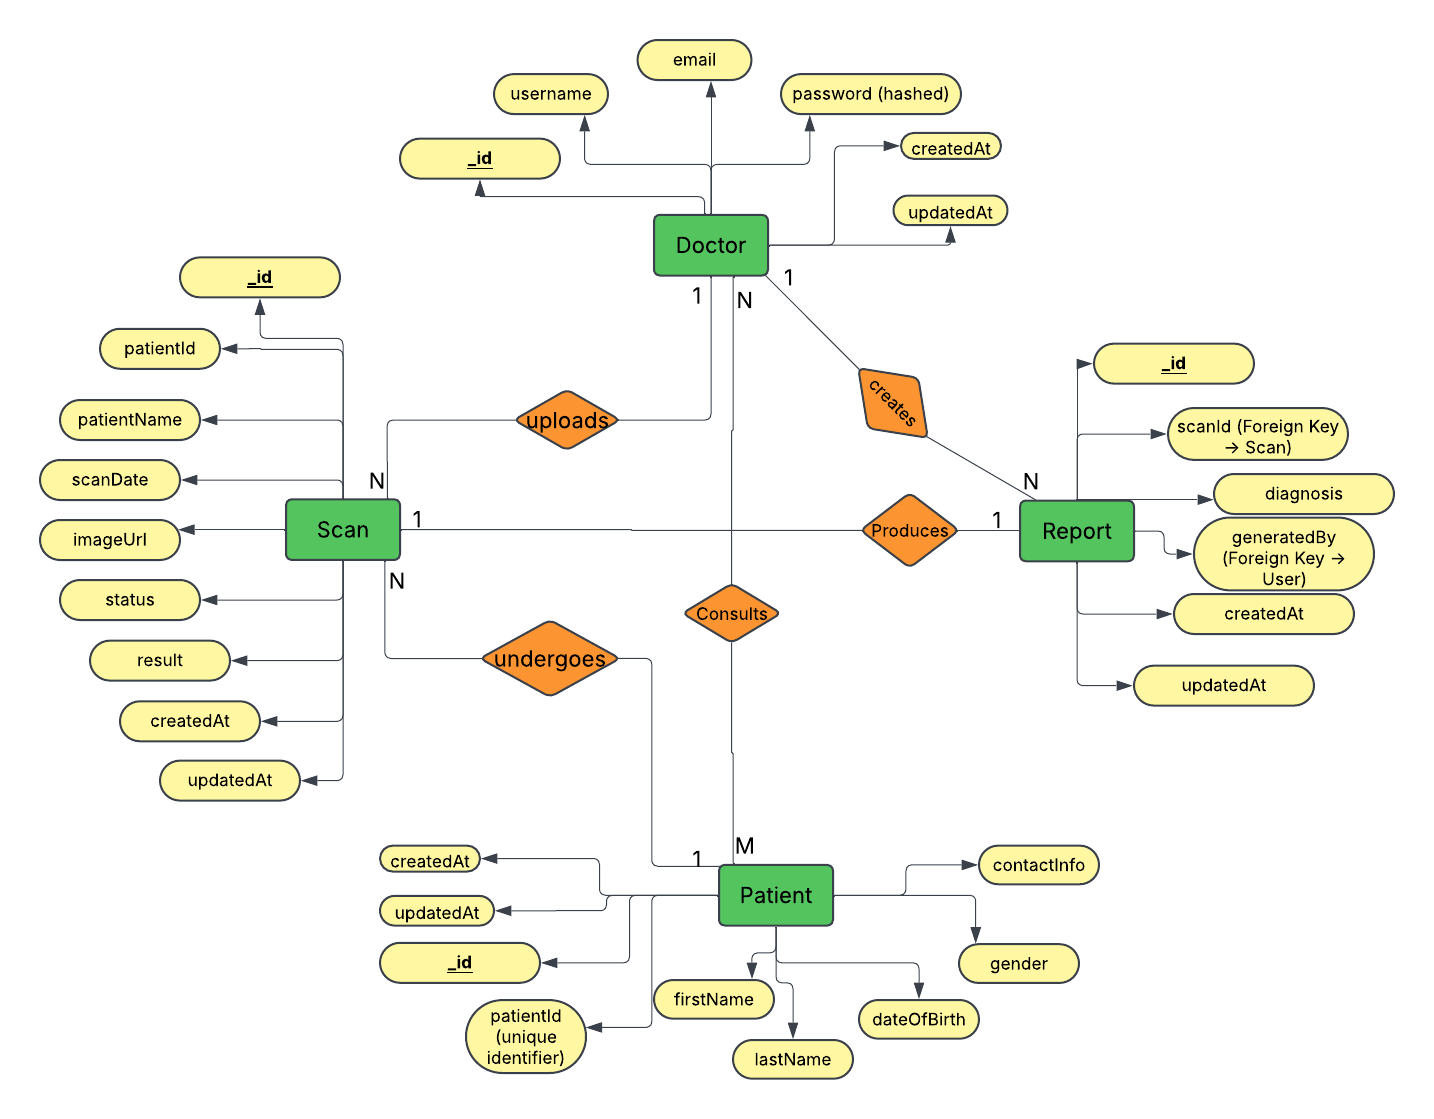 email
username
password (hashed)
createdAt
_id
updatedAt
Doctor
1
N
1
_id
patientId
patientName
scanDate
imageUrl
status
result
createdAt
updatedAt
uploads
creates
N
Scan
1
N
Produces
1
N
Report
_id
scanId (Foreign Key
→ Scan)
diagnosis
generatedBy
(Foreign Key →
User)
createdAt
updatedAt
Consults
undergoes
1
M
Patient
createdAt
updatedAt
_id
patientId
(unique
identifier)
firstName
lastName
dateOfBirth
gender
contactInfo